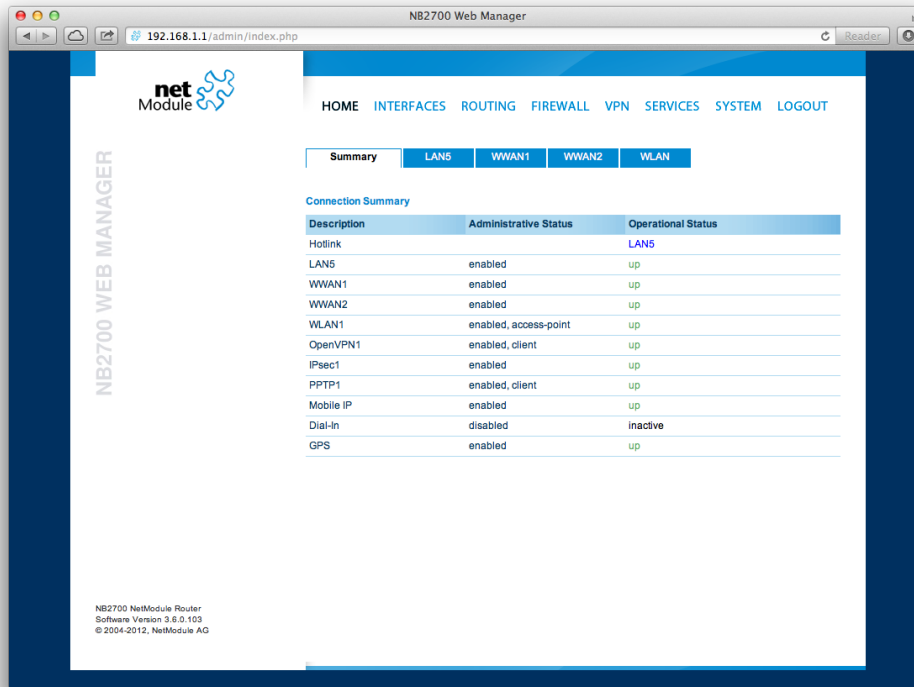 NB2700 Web Manager
192.168.1.1/admin/index.php
Reader
net
Module
HOME INTERFACES ROUTING FIREWALL VPN SERVICES SYSTEM LOGOUT
Summary LAN5 WWAN1 WWAN2 WLAN
NB2700 WEB MANAGER
Connection Summary
Description Administrative Status Operational Status
Hotlink LAN5
LAN5 enabled up
WWAN1 enabled up
WWAN2 enabled up
WLAN1 enabled, access-point up
OpenVPN1 enabled, client up
IPsec1 enabled up
PPTP1 enabled, client up
Mobile IP enabled up
Dial-In disabled inactive
GPS enabled up
NB2700 NetModule Router
Software Version 3.6.0.103
© 2004-2012, NetModule AG